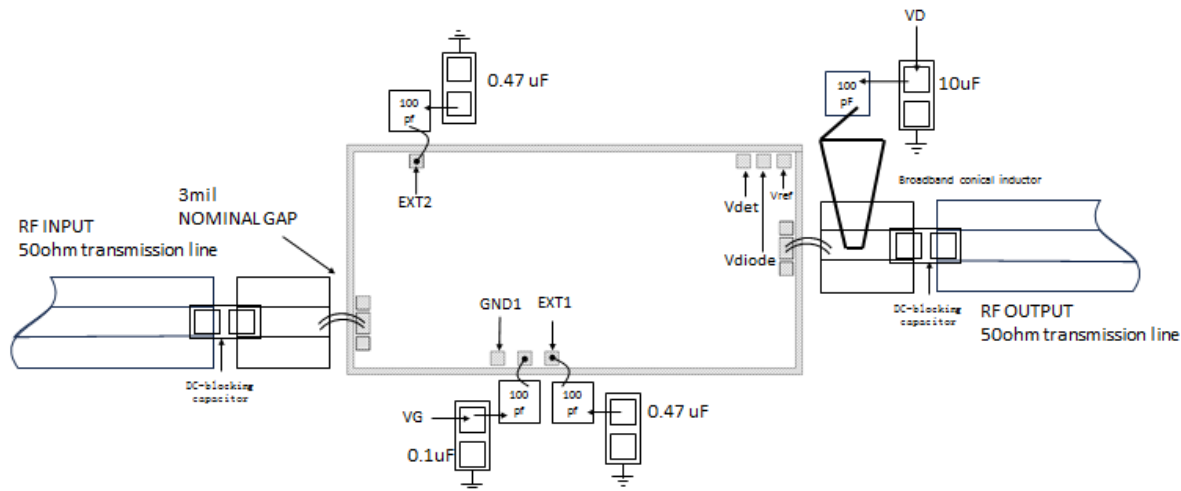 VD
0.47 uF
100
pf
100
pF
10uF
EXT2
Vdet
Vref
Broadband conical inductor
3mil
NOMINAL GAP
RF INPUT
50ohm transmission line
Vdiode
GND1
EXT1
DC-blocking
capacitor
RF OUTPUT
50ohm transmission line
DC-blocking
capacitor
100
pf
100
pf
VG
0.47 uF
0.1uF